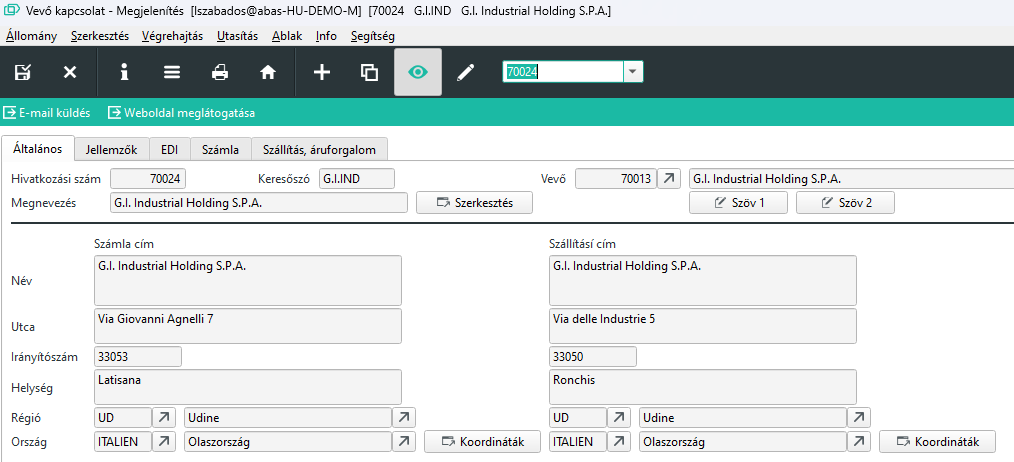 Vevő kapcsolat - Megjelenítés [lszabados@abas-HU-DEMO-M] [70024 G.I.IND G.I. Industrial Holding S.P.A.]
Állomány Szerkesztés Végrehajtás Utasítás Ablak Info Segítség
70024
E-mail küldés Weboldal meglátogatása
Általános Jellemzők EDI Számla Szállítás, áruforgalom
Hivatkozási szám 70024 Keresőszó G.I.IND Vevő 70013 G.I. Industrial Holding S.P.A.
Megnevezés G.I. Industrial Holding S.P.A. Szerkesztés Szöv 1 Szöv 2
Számla cím Szállításí cím
Név G.I. Industrial Holding S.P.A. G.I. Industrial Holding S.P.A.
Utca Via Giovanni Agnelli 7 Via delle Industrie 5
Irányítószám 33053 33050
Helység Latisana Ronchis
Régió UD Udine UD Udine
Ország ITALIEN Olaszország Koordináták ITALIEN Olaszország Koordináták